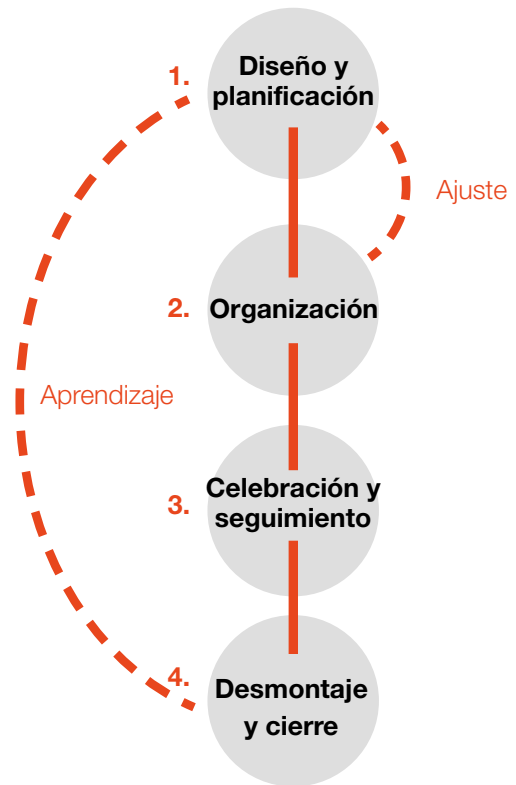 1.
Diseño y
planificación
Ajuste
2.
Organización
Aprendizaje
3.
Celebración y
seguimiento
4.
Desmontaje
y cierre